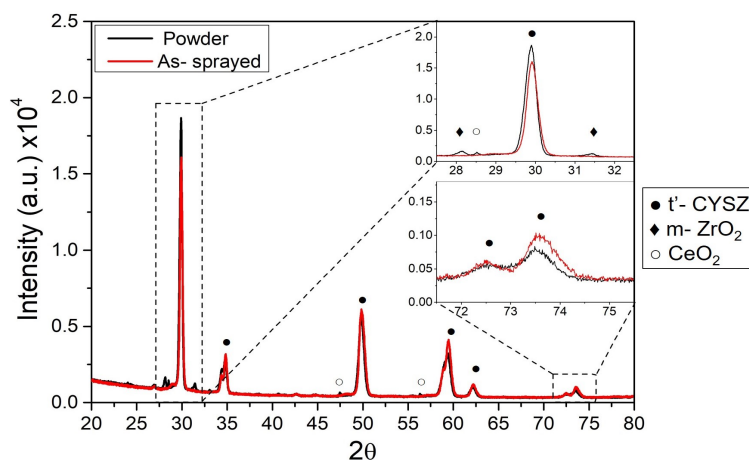 Intensity (a.u.) x10⁴
2.5
2.0
1.5
1.0
0.5
0.0
Powder
As- sprayed
2.0
1.5
1.0
0.5
0.0
28 29 30 31 32
0.15
0.10
0.05
0.00
72 73 74 75
● t'- CYSZ
♦ m- ZrO₂
○ CeO₂
20 25 30 35 40 45 50 55 60 65 70 75 80
2θ